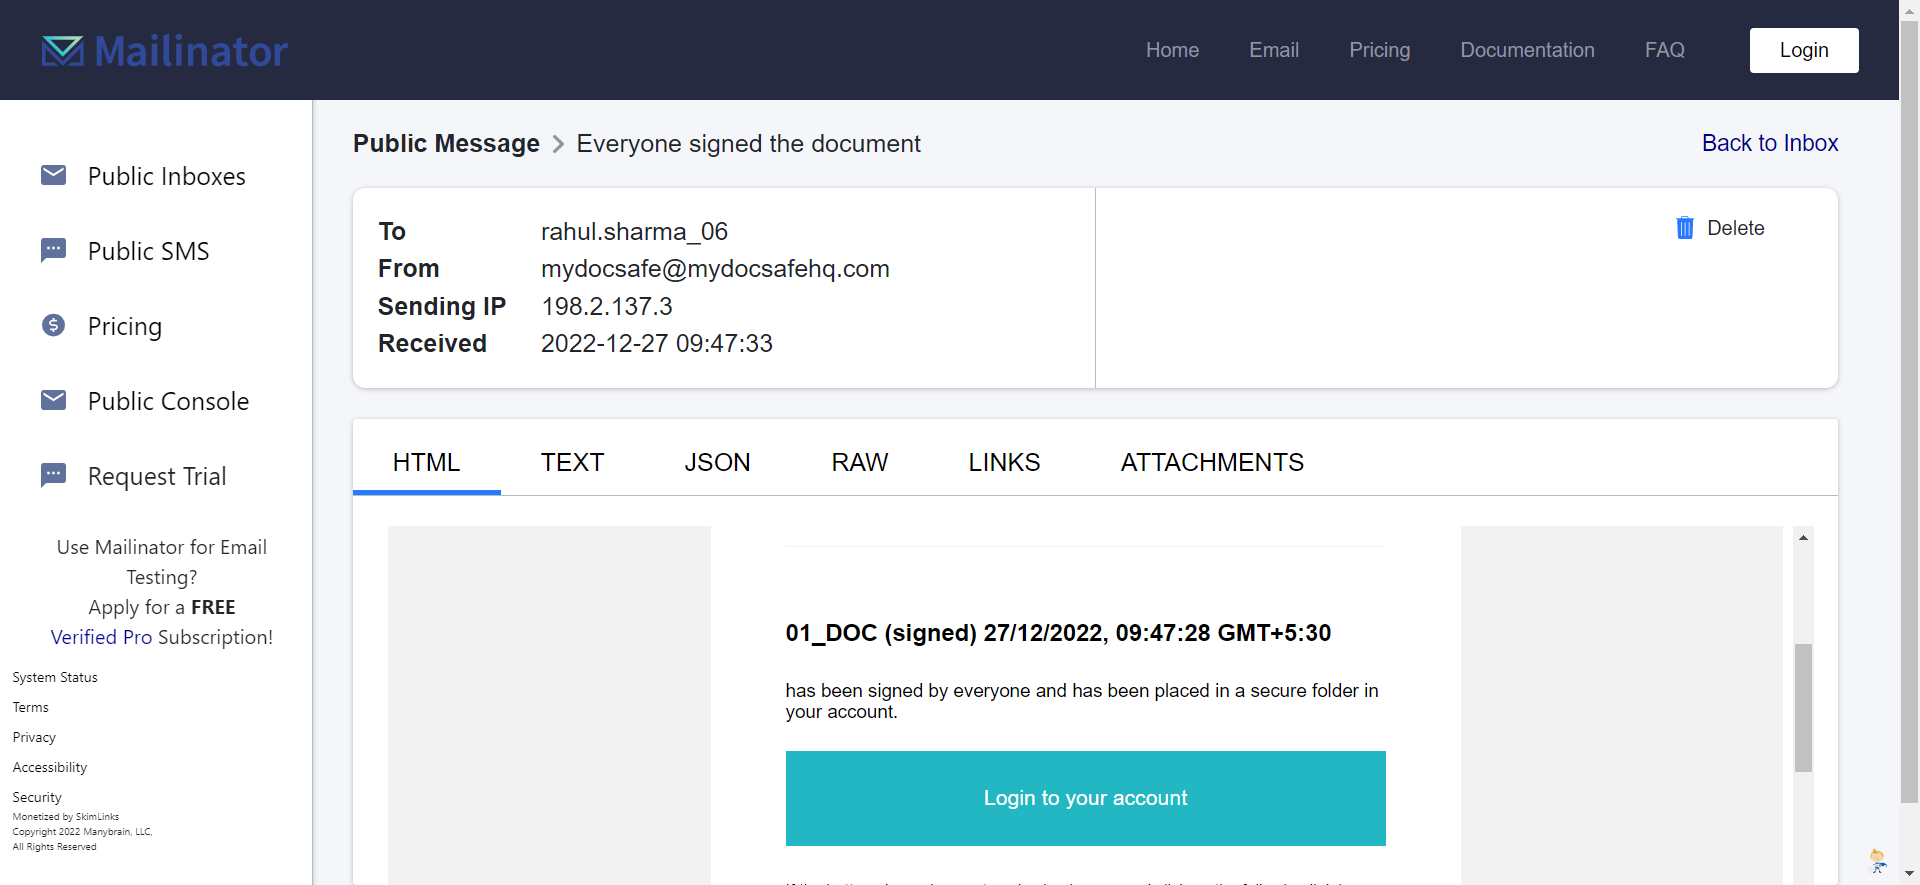 Mailinator
Home
Email
Pricing
Documentation
FAQ
Login
Public Inboxes
Public SMS
Pricing
Public Console
Request Trial
Use Mailinator for Email
Testing?
Apply for a FREE
Verified Pro Subscription!
System Status
Terms
Privacy
Accessibility
Security
Monetized by SkimLinks
Copyright 2022 Manybrain, LLC,
All Rights Reserved
Public Message > Everyone signed the document
Back to Inbox
To rahul.sharma_06
From mydocsafe@mydocsafehq.com
Sending IP 198.2.137.3
Received 2022-12-27 09:47:33
Delete
HTML
TEXT
JSON
RAW
LINKS
ATTACHMENTS
01_DOC (signed) 27/12/2022, 09:47:28 GMT+5:30
has been signed by everyone and has been placed in a secure folder in
your account.
Login to your account